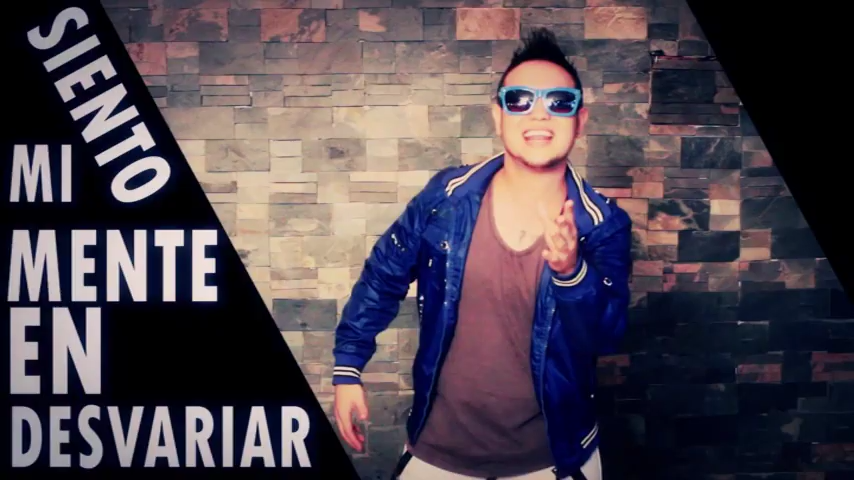 SIENTO
MI
MENTE
EN
DESVARIAR